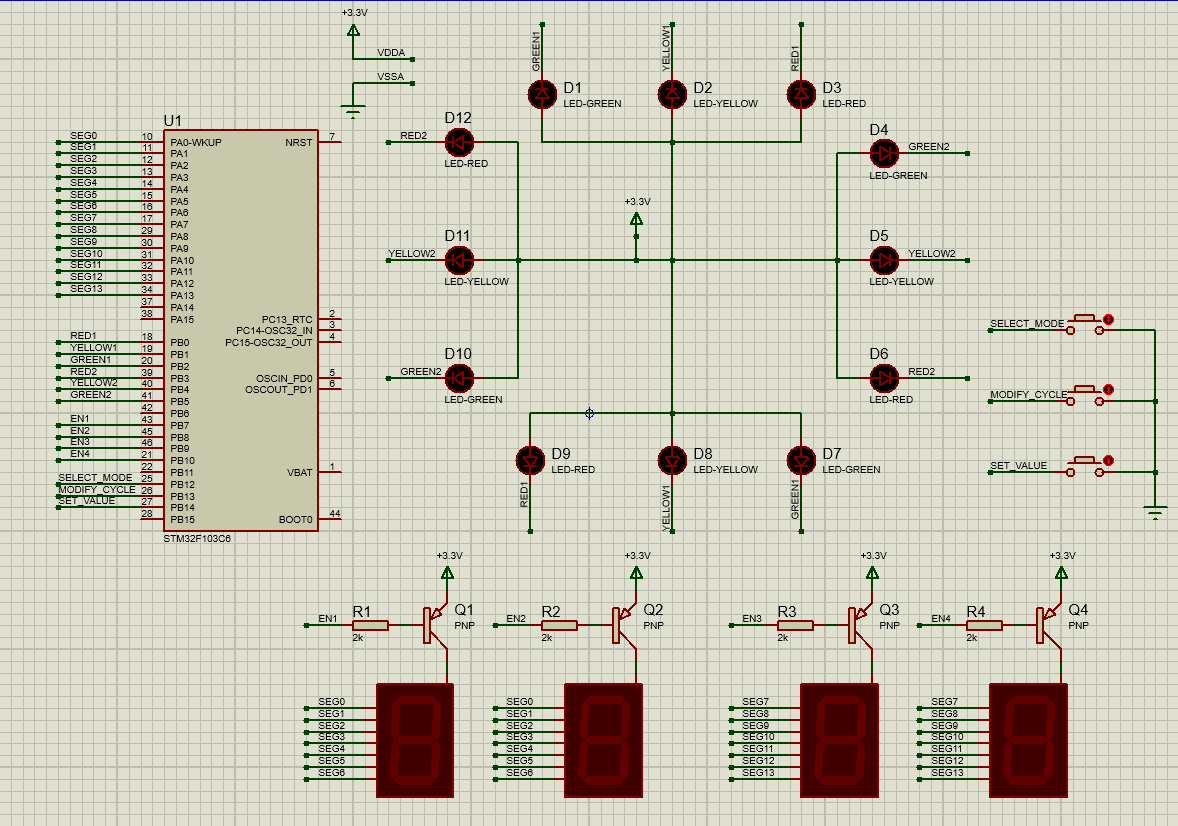 +3.3V
VDDA
VSSA
GREEN1
YELLOW1
RED1
D1
LED-GREEN
D2
LED-YELLOW
D3
LED-RED
U1
SEG0 10 PA0-WKUP
SEG1 11 PA1
SEG2 12 PA2
SEG3 13 PA3
SEG4 14 PA4
SEG5 15 PA5
SEG6 16 PA6
SEG7 17 PA7
SEG8 29 PA8
SEG9 30 PA9
SEG10 31 PA10
SEG11 32 PA11
SEG12 33 PA12
SEG13 34 PA13
37 PA14
38 PA15
RED1 18 PB0
YELLOW1 19 PB1
GREEN1 20 PB2
RED2 39 PB3
YELLOW2 40 PB4
GREEN2 41 PB5
42 PB6
EN1 43 PB7
EN2 45 PB8
EN3 46 PB9
EN4 21 PB10
22 PB11
SELECT_MODE 25 PB12
MODIFY_CYCLE 26 PB13
SET_VALUE 27 PB14
28 PB15
NRST 7
PC13_RTC 2
PC14-OSC32_IN 3
PC15-OSC32_OUT 4
OSCIN_PD0 5
OSCOUT_PD1 6
VBAT 1
BOOT0 44
STM32F103C6
D12
RED2
LED-RED
D4
GREEN2
LED-GREEN
+3.3V
D11
YELLOW2
LED-YELLOW
D5
YELLOW2
LED-YELLOW
D10
GREEN2
LED-GREEN
D6
RED2
LED-RED
D9
LED-RED
RED1
D8
LED-YELLOW
YELLOW1
D7
LED-GREEN
GREEN1
SELECT_MODE
MODIFY_CYCLE
SET_VALUE
+3.3V
EN1
R1
2k
Q1
PNP
SEG0
SEG1
SEG2
SEG3
SEG4
SEG5
SEG6
+3.3V
EN2
R2
2k
Q2
PNP
SEG0
SEG1
SEG2
SEG3
SEG4
SEG5
SEG6
+3.3V
EN3
R3
2k
Q3
PNP
SEG7
SEG8
SEG9
SEG10
SEG11
SEG12
SEG13
+3.3V
EN4
R4
2k
Q4
PNP
SEG7
SEG8
SEG9
SEG10
SEG11
SEG12
SEG13